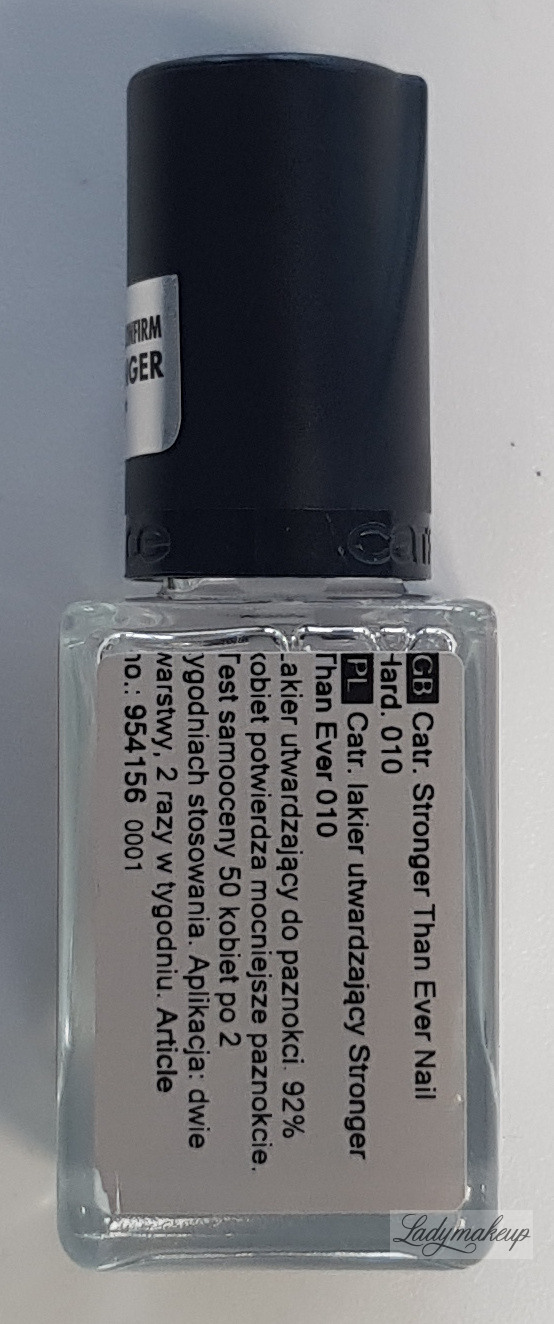 GB Catr. Stronger Than Ever Nail
Hard. 010
PL Catr. lakier utwardzający Stronger
Than Ever 010
Lakier utwardzający do paznokci. 92%
kobiet potwierdza mocniejsze paznokcie.
Test samooceny 50 kobiet po 2
tygodniach stosowania. Aplikacja: dwie
warstwy, 2 razy w tygodniu. Article
no.: 954156 0001
Ladymakeup